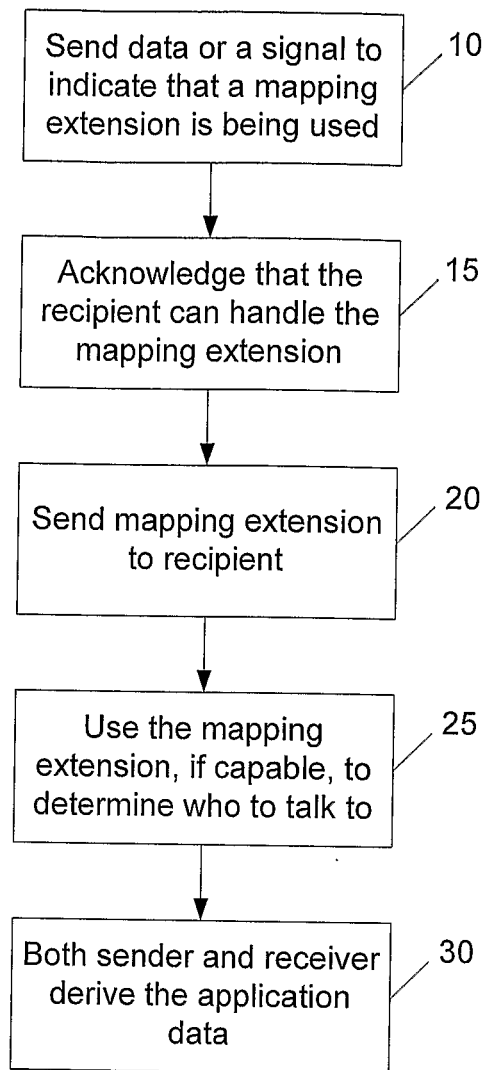 Send data or a signal to
indicate that a mapping
extension is being used
10
Acknowledge that the
recipient can handle the
mapping extension
15
Send mapping extension
to recipient
20
Use the mapping
extension, if capable, to
determine who to talk to
25
Both sender and receiver
derive the application
data
30